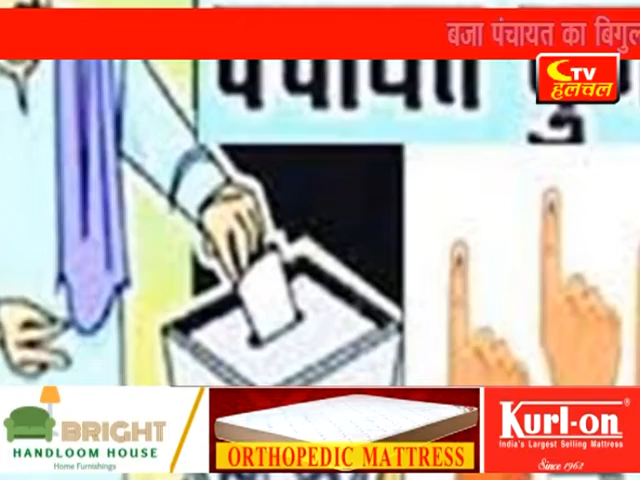 बजा पंचायत का बिगुल
TV
हलचल
BRIGHT
HANDLOOM HOUSE
Home Furnishings
ORTHOPEDIC MATTRESS
Kurl-on
India's Largest Selling Mattress
Since 1962